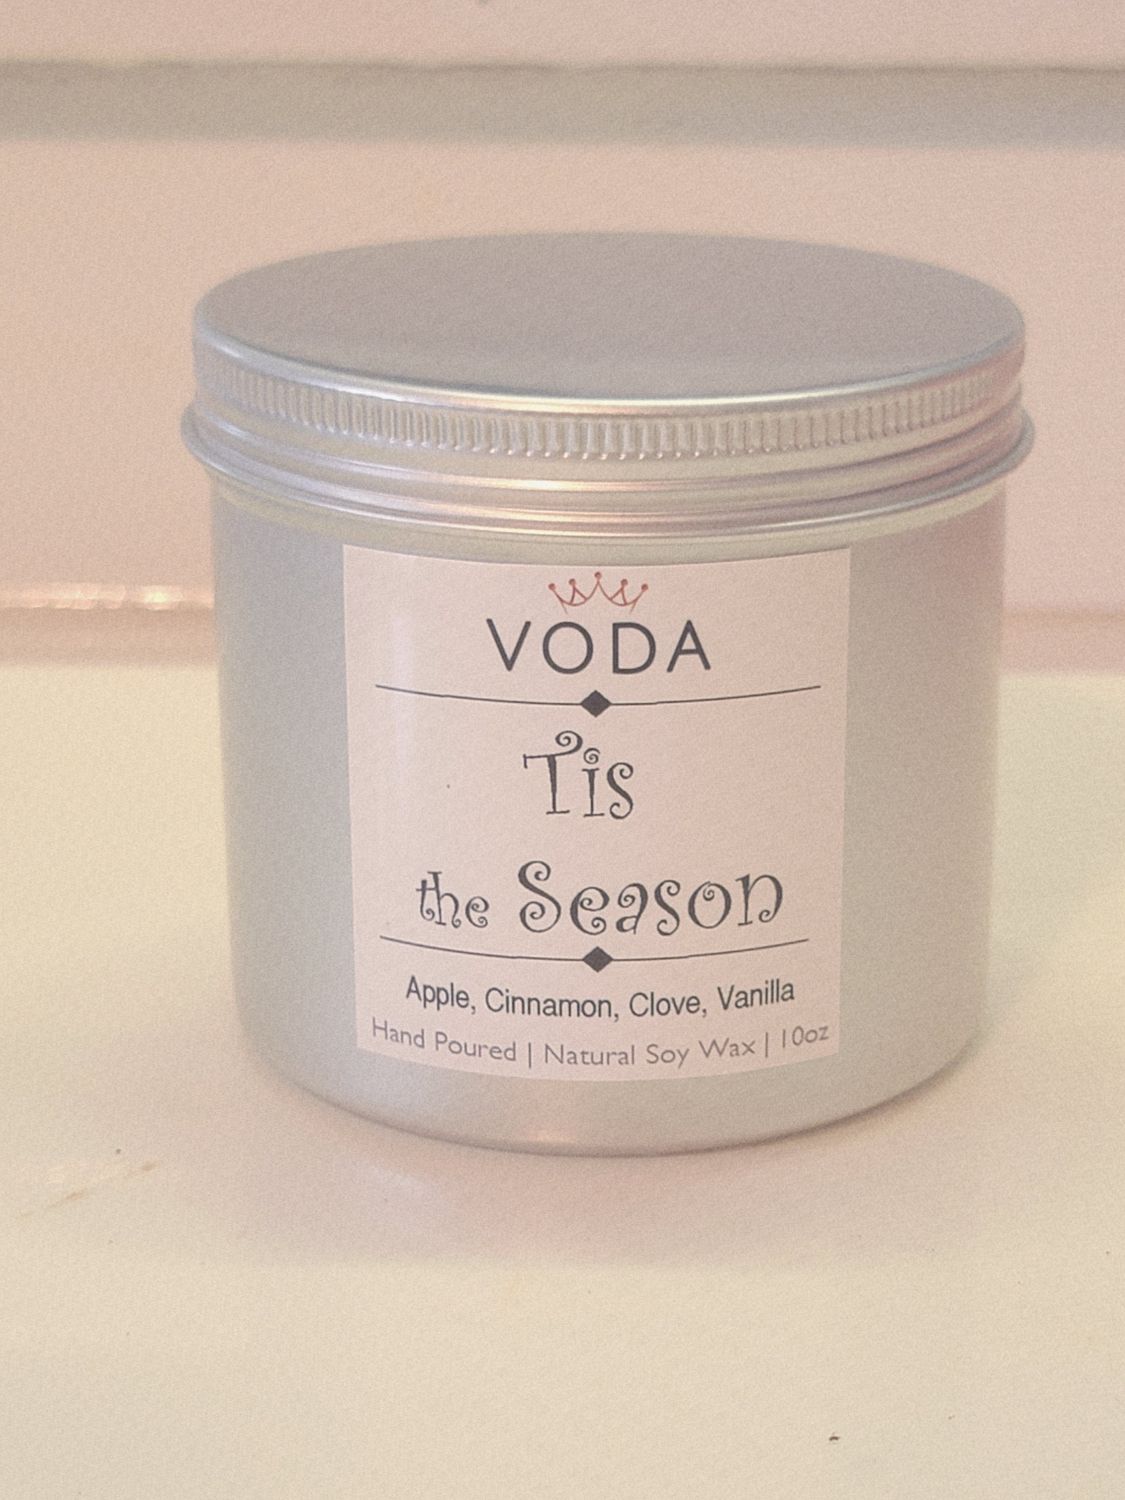 VODA
Tis
the Season
Apple, Cinnamon, Clove, Vanilla
Hand Poured | Natural Soy Wax | 10oz